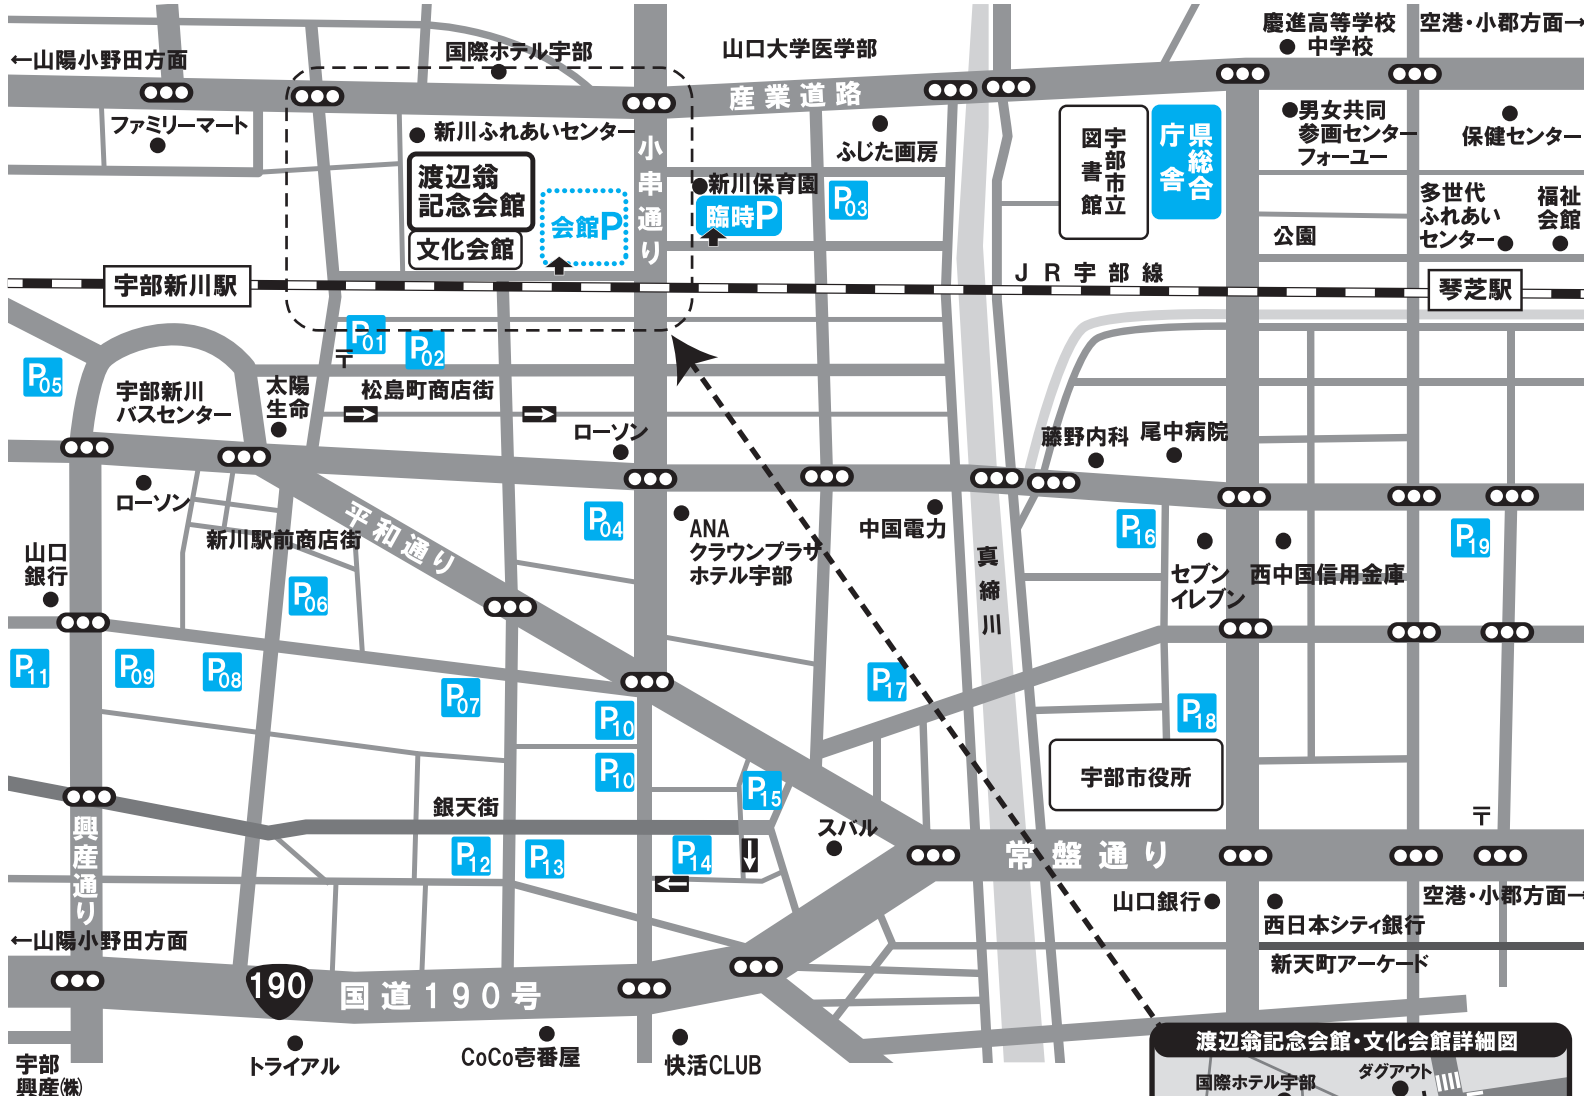 ←山陽小野田方面
国際ホテル宇部
山口大学医学部
慶進高等学校
中学校
空港・小郡方面→
産業道路
ファミリーマート
新川ふれあいセンター
渡辺翁
記念会館
文化会館
会館P
小串通り
新川保育園
臨時P
ふじた画房
P03
宇部市立
図書館
県総合
庁舎
男女共同
参画センター
フォーユー
保健センター
多世代
ふれあい
センター
福祉
会館
公園
宇部新川駅
JR宇部線
琴芝駅
P01
〒
P02
P05
宇部新川
バスセンター
太陽
生命
松島町商店街
ローソン
藤野内科
尾中病院
ローソン
平和通り
P04
ANA
クラウンプラザ
ホテル宇部
中国電力
P16
P19
新川駅前商店街
山口
銀行
P06
真締川
セブン
イレブン
西中国信用金庫
P11
P09
P08
P07
P17
P10
P18
P10
P15
宇部市役所
銀天街
スバル
〒
興産通り
P12
P13
P14
常盤通り
山口銀行
西日本シティ銀行
空港・小郡方面→
←山陽小野田方面
新天町アーケード
190
国道190号
宇部
興産㈱
トライアル
CoCo壱番屋
快活CLUB
渡辺翁記念会館・文化会館詳細図
国際ホテル宇部
ダグアウト